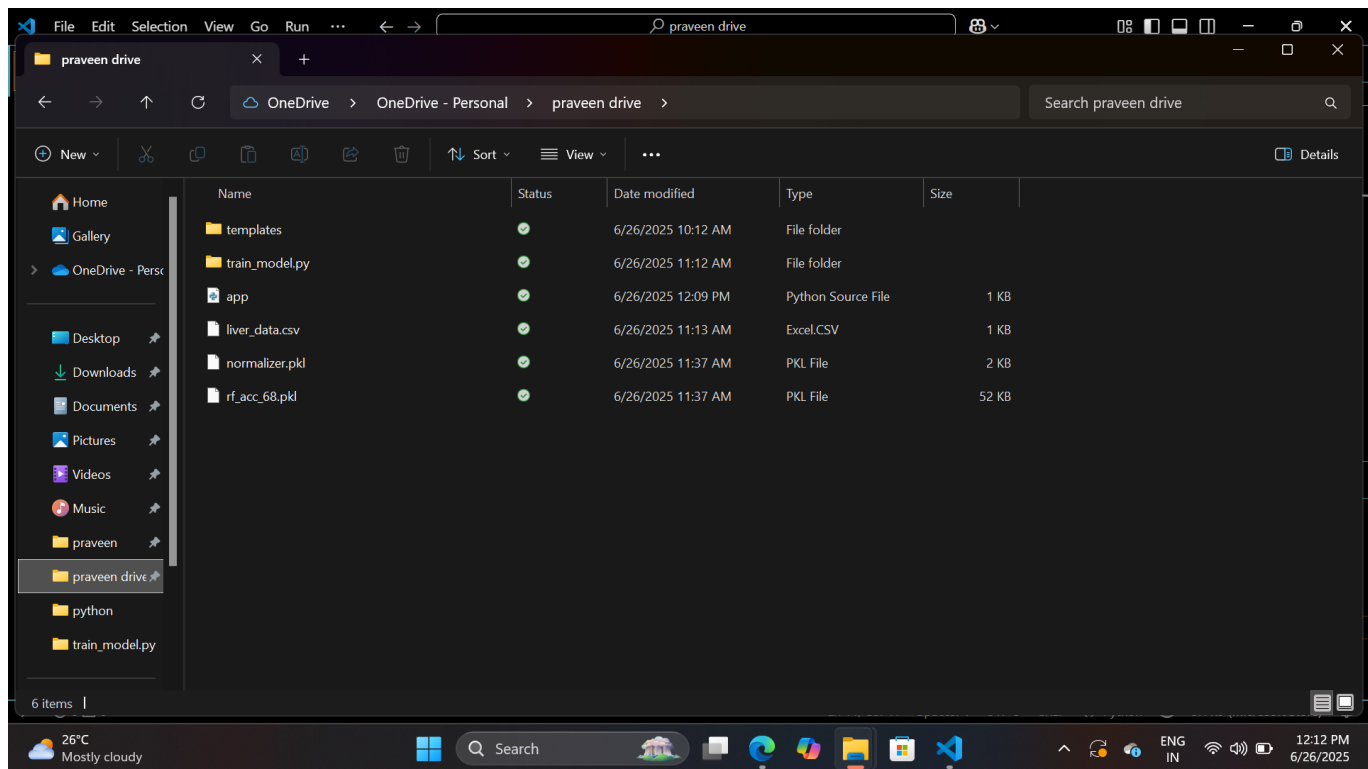 File Edit Selection View Go Run ··· praveen drive
praveen drive
OneDrive > OneDrive - Personal > praveen drive > Search praveen drive
New Sort View ··· Details
Name Status Date modified Type Size
Home
Gallery
OneDrive - Perso
Desktop
Downloads
Documents
Pictures
Videos
Music
praveen
praveen drive
python
train_model.py
templates 6/26/2025 10:12 AM File folder
train_model.py 6/26/2025 11:12 AM File folder
app 6/26/2025 12:09 PM Python Source File 1 KB
liver_data.csv 6/26/2025 11:13 AM Excel.CSV 1 KB
normalizer.pkl 6/26/2025 11:37 AM PKL File 2 KB
rf_acc_68.pkl 6/26/2025 11:37 AM PKL File 52 KB
6 items
26°C
Mostly cloudy
Search
ENG
IN
12:12 PM
6/26/2025